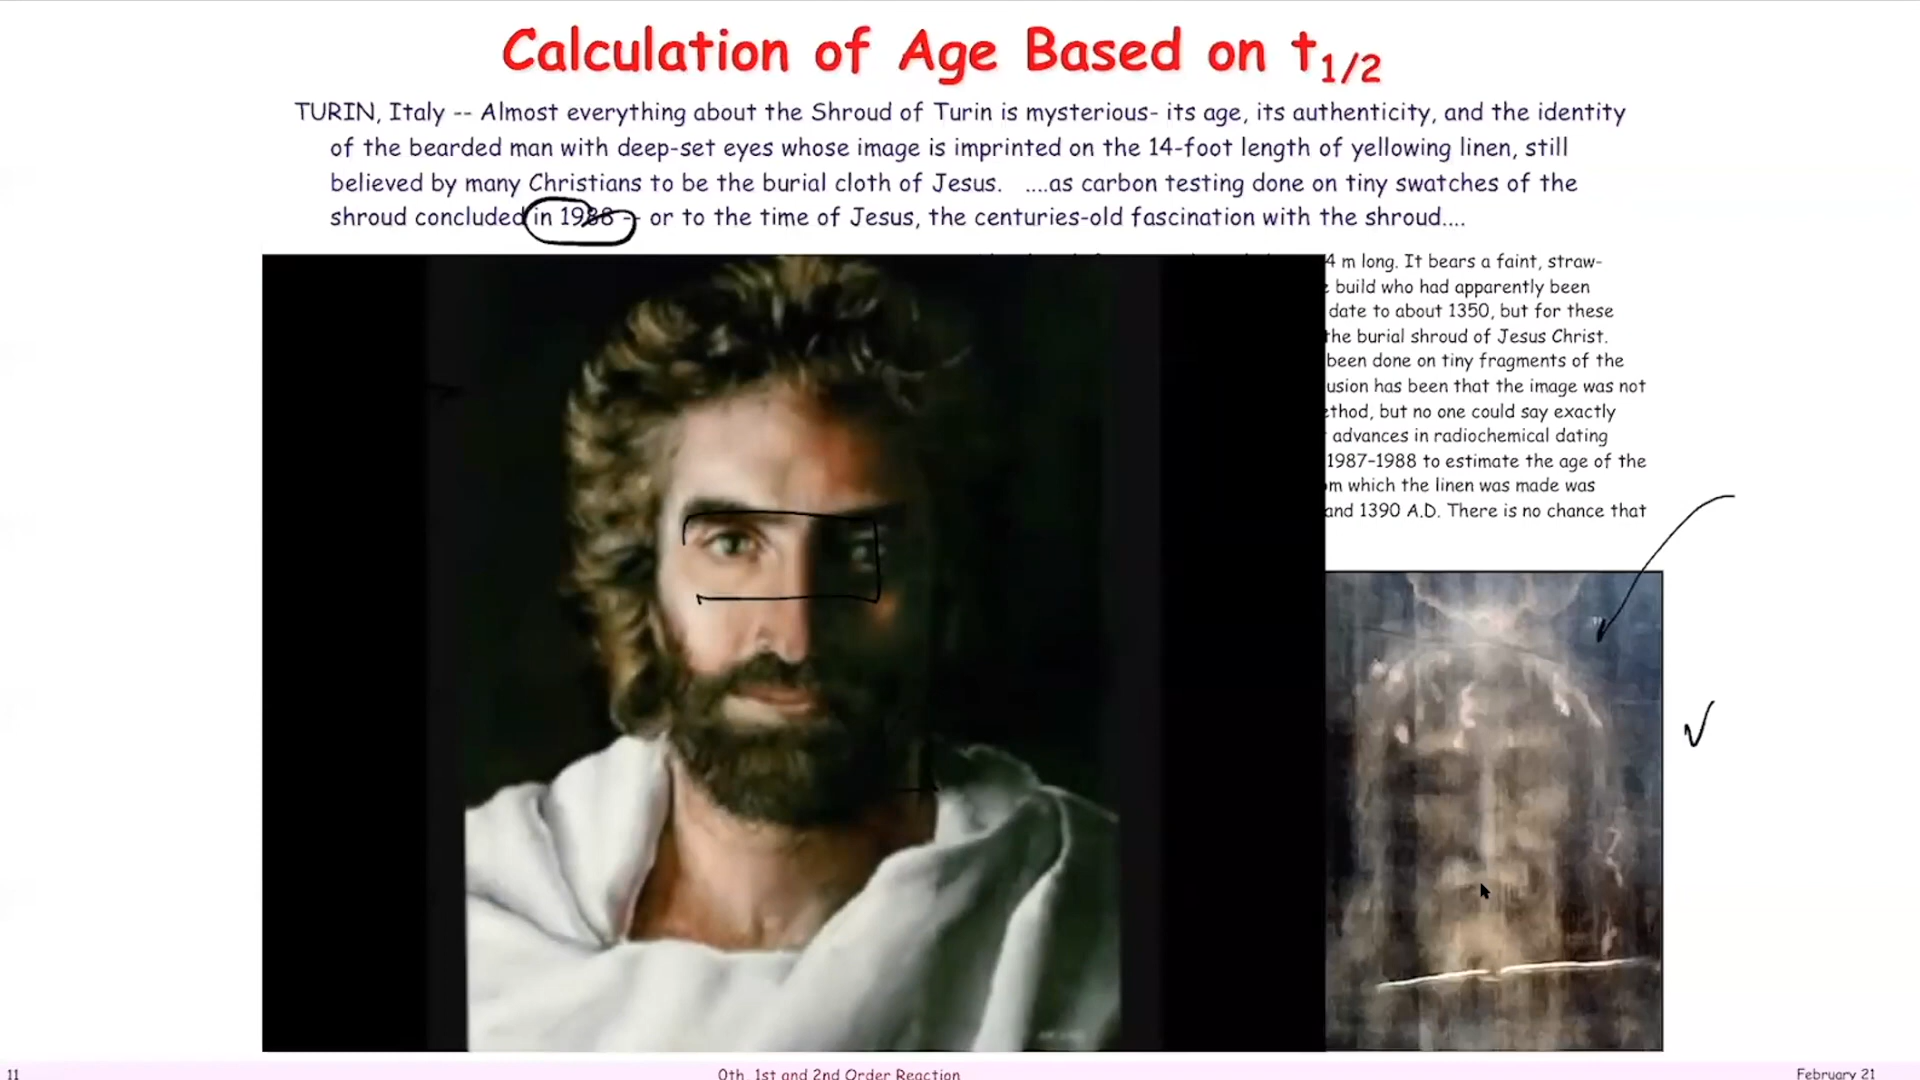 Calculation of Age Based on t1/2
TURIN, Italy -- Almost everything about the Shroud of Turin is mysterious- its age, its authenticity, and the identity
of the bearded man with deep-set eyes whose image is imprinted on the 14-foot length of yellowing linen, still
believed by many Christians to be the burial cloth of Jesus. ....as carbon testing done on tiny swatches of the
shroud concluded in 1988 -- or to the time of Jesus, the centuries-old fascination with the shroud....
4 m long. It bears a faint, straw-
build who had apparently been
date to about 1350, but for these
the burial shroud of Jesus Christ.
been done on tiny fragments of the
usion has been that the image was not
ethod, but no one could say exactly
advances in radiochemical dating
1987-1988 to estimate the age of the
m which the linen was made was
and 1390 A.D. There is no chance that
11
0th, 1st and 2nd Order Reaction
February 21